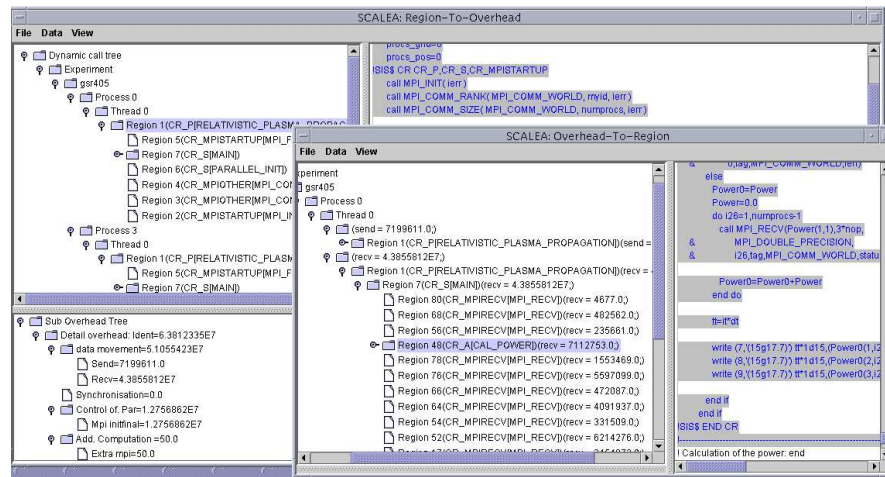 SCALEA: Region-To-Overhead
File Data View
Dynamic call tree
Experiment
gsr405
Process 0
Thread 0
Region 1(CR_P[RELATIVISTIC_PLASMA_PROPAG
Region 5(CR_MPISTARTUP[MPI_F
Region 7(CR_S[MAIN])
Region 6(CR_S[PARALLEL_INIT])
Region 4(CR_MPIOTHER[MPI_COM
Region 3(CR_MPIOTHER[MPI_COM
Region 2(CR_MPISTARTUP[MPI_IN
Process 3
Thread 0
Region 1(CR_P[RELATIVISTIC_PLASM
Region 5(CR_MPISTARTUP[MPI_F
Region 7(CR_S[MAIN])
procs_pos=0
!SIS$ CR CR_P,CR_S,CR_MPISTARTUP
call MPI_INIT( ierr )
call MPI_COMM_RANK( MPI_COMM_WORLD, myid, ierr )
call MPI_COMM_SIZE( MPI_COMM_WORLD, numprocs, ierr )
Sub Overhead Tree
Detail overhead: Ident=6.3812335E7
data movement=5.1055423E7
Send=7199611.0
Recv=4.3855812E7
Synchronisation=0.0
Control of. Par=1.2756862E7
Mpi initfinal=1.2756862E7
Add. Computation =50.0
Extra mpi=50.0
SCALEA: Overhead-To-Region
File Data View
xperiment
gsr405
Process 0
Thread 0
(send = 7199611.0;)
Region 1(CR_P[RELATIVISTIC_PLASMA_PROPAGATION])(send =
(recv = 4.3855812E7;)
Region 1(CR_P[RELATIVISTIC_PLASMA_PROPAGATION])(recv =
Region 7(CR_S[MAIN])(recv = 4.3855812E7;)
Region 80(CR_MPIRECV[MPI_RECV])(recv = 4677.0;)
Region 68(CR_MPIRECV[MPI_RECV])(recv = 482562.0;)
Region 56(CR_MPIRECV[MPI_RECV])(recv = 235661.0;)
Region 48(CR_A[CAL_POWER])(recv = 7112753.0;)
Region 78(CR_MPIRECV[MPI_RECV])(recv = 1553469.0;)
Region 76(CR_MPIRECV[MPI_RECV])(recv = 5597099.0;)
Region 66(CR_MPIRECV[MPI_RECV])(recv = 472087.0;)
Region 64(CR_MPIRECV[MPI_RECV])(recv = 4091937.0;)
Region 54(CR_MPIRECV[MPI_RECV])(recv = 331509.0;)
Region 52(CR_MPIRECV[MPI_RECV])(recv = 6214276.0;)
& 0,tag,MPI_COMM_WORLD,ierr)
else
Power0=Power
Power=0.0
do i26=1,numprocs-1
call MPI_RECV(Power(1,1),3*nop,
& MPI_DOUBLE_PRECISION,
& i26,tag,MPI_COMM_WORLD,statu
Power0=Power0+Power
end do
tt=it*dt
write (7,'(15g17.7)') tt*1d15,(Power0(1,i2
write (8,'(15g17.7)') tt*1d15,(Power0(2,i2
write (9,'(15g17.7)') tt*1d15,(Power0(3,i2
end if
end if
!SIS$ END CR
! Calculation of the power: end